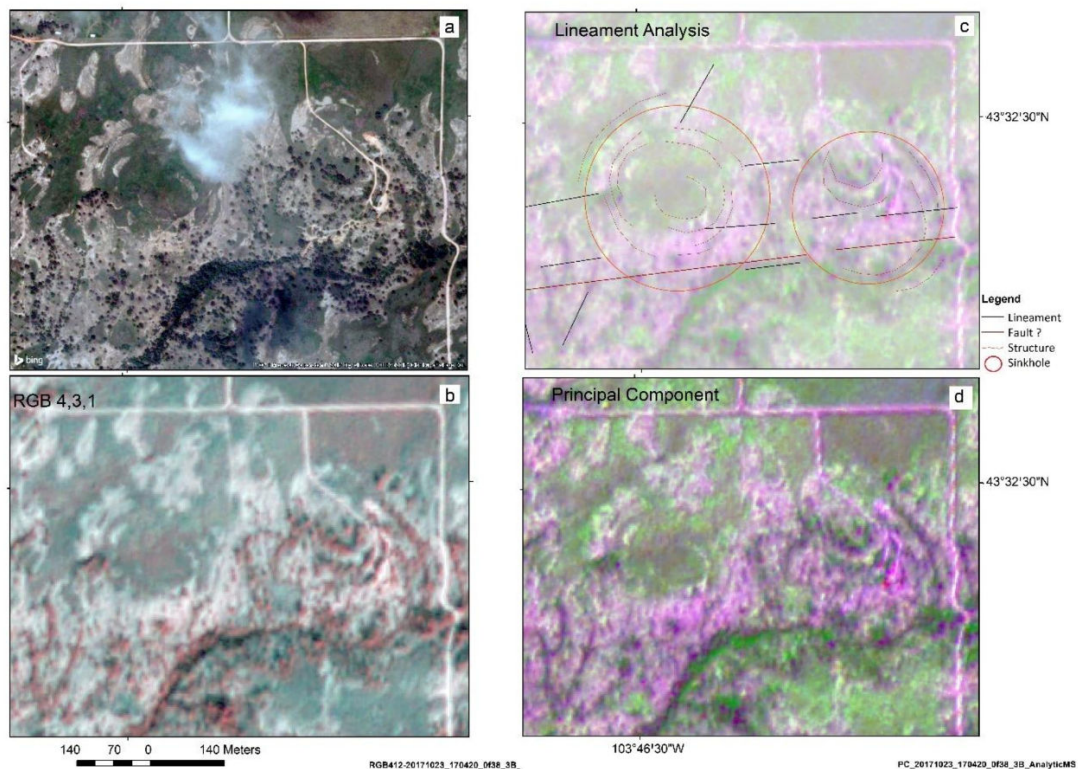 a
bing
Lineament Analysis
c
43°32'30"N
Legend
Lineament
Fault ?
Structure
Sinkhole
RGB 4,3,1
b
Principal Component
d
43°32'30"N
140 70 0 140 Meters
RGB412-20171023_170420_0f38_3B_
103°46'30"W
PC_20171023_170420_0f38_3B_AnalyticMS